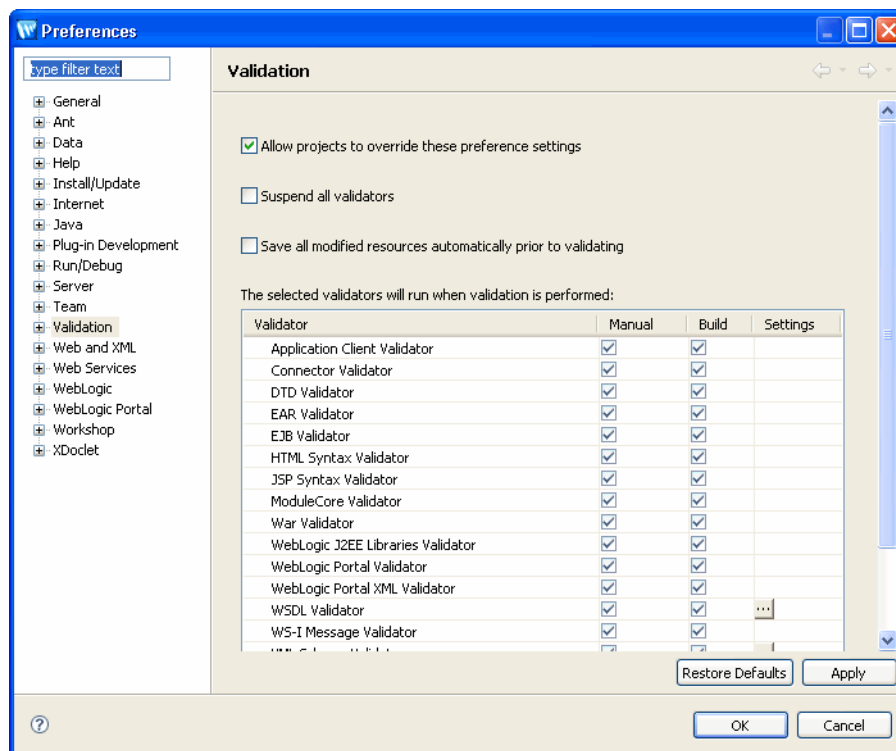 Preferences
type filter text
General
Ant
Data
Help
Install/Update
Internet
Java
Plug-in Development
Run/Debug
Server
Team
Validation
Web and XML
Web Services
WebLogic
WebLogic Portal
Workshop
XDoclet
Validation
Allow projects to override these preference settings
Suspend all validators
Save all modified resources automatically prior to validating
The selected validators will run when validation is performed:
Validator Manual Build Settings
Application Client Validator
Connector Validator
DTD Validator
EAR Validator
EJB Validator
HTML Syntax Validator
JSP Syntax Validator
ModuleCore Validator
War Validator
WebLogic J2EE Libraries Validator
WebLogic Portal Validator
WebLogic Portal XML Validator
WSDL Validator ...
WS-I Message Validator
Restore Defaults Apply
? OK Cancel